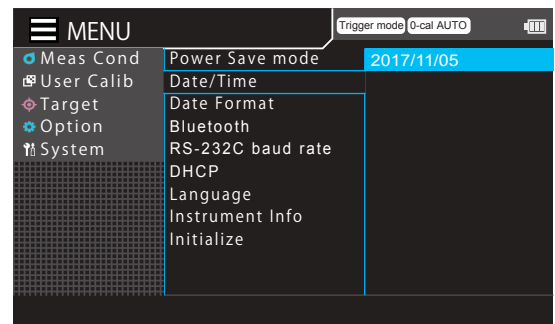 MENU
Trigger mode 0-cal AUTO
Meas Cond
User Calib
Target
Option
System
Power Save mode
Date/Time
Date Format
Bluetooth
RS-232C baud rate
DHCP
Language
Instrument Info
Initialize
2017/11/05